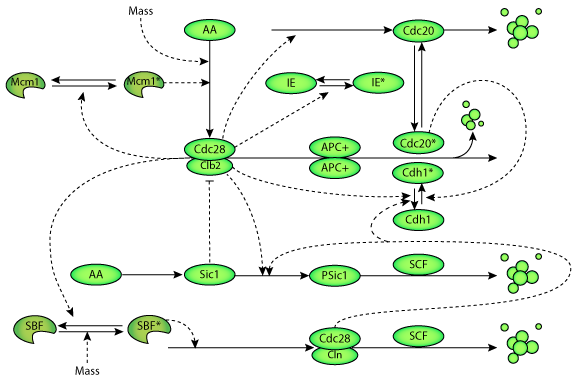 Mass
AA
Cdc20
Mcm1
Mcm1*
IE
IE*
Cdc28
Clb2
APC+
APC+
Cdc20*
Cdh1*
Cdh1
AA
Sic1
PSic1
SCF
SBF
SBF*
Mass
Cdc28
Cln
SCF